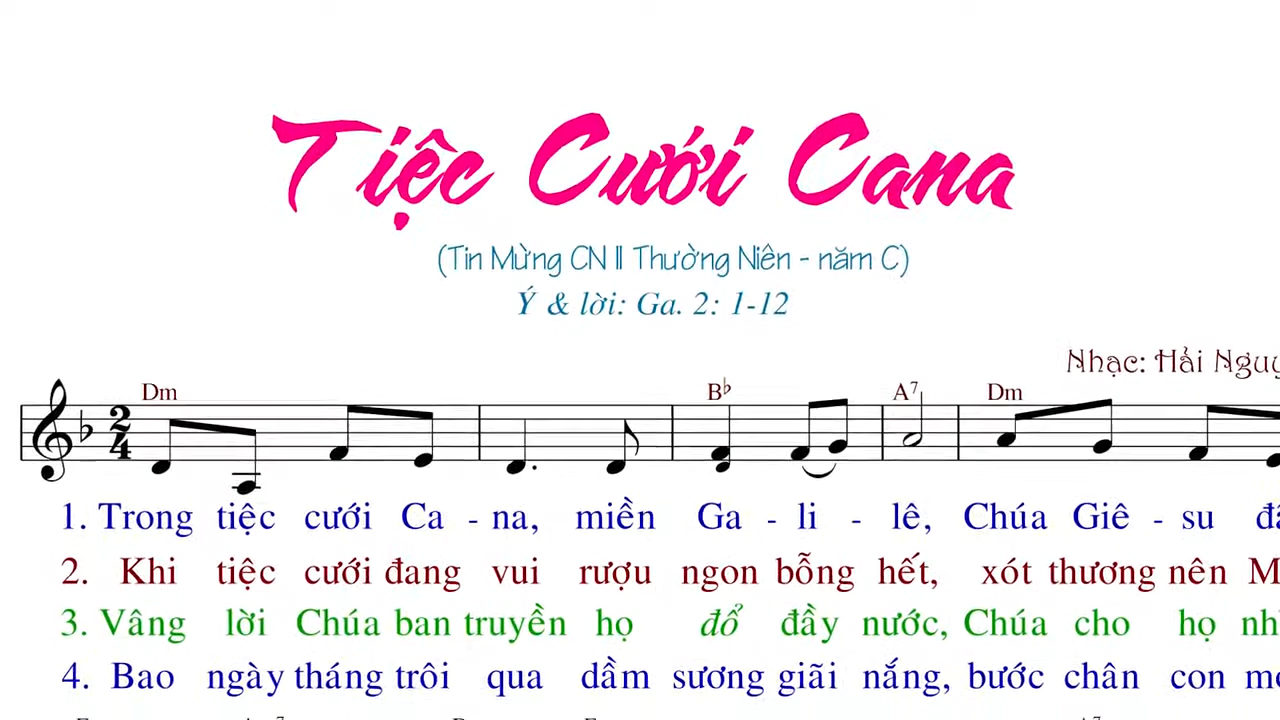 Tiệc Cưới Cana
(Tin Mừng CN II Thường Niên - năm C)
Ý & lời: Ga. 2: 1-12
Nhạc: Hải
Dm B♭ A7 Dm
2
4
1. Trong tiệc cưới Ca - na, miền Ga - li - lê, Chúa Giê - su
2. Khi tiệc cưới đang vui rượu ngon bỗng hết, xót thương nên
3. Vâng lời Chúa ban truyền họ đổ đầy nước, Chúa cho họ
4. Bao ngày tháng trôi qua dầm sương giãi nắng, bước chân con